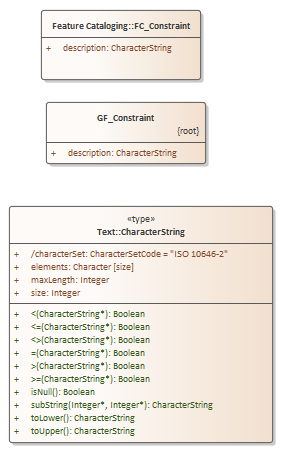 Feature Cataloging::FC_Constraint
+ description: CharacterString
GF_Constraint
{root}
+ description: CharacterString
«type»
Text::CharacterString
+ /characterSet: CharacterSetCode = "ISO 10646-2"
+ elements: Character [size]
+ maxLength: Integer
+ size: Integer
+ <(CharacterString*): Boolean
+ <=(CharacterString*): Boolean
+ <>(CharacterString*): Boolean
+ =(CharacterString*): Boolean
+ >(CharacterString*): Boolean
+ >=(CharacterString*): Boolean
+ isNull(): Boolean
+ subString(Integer*, Integer*): CharacterString
+ toLower(): CharacterString
+ toUpper(): CharacterString